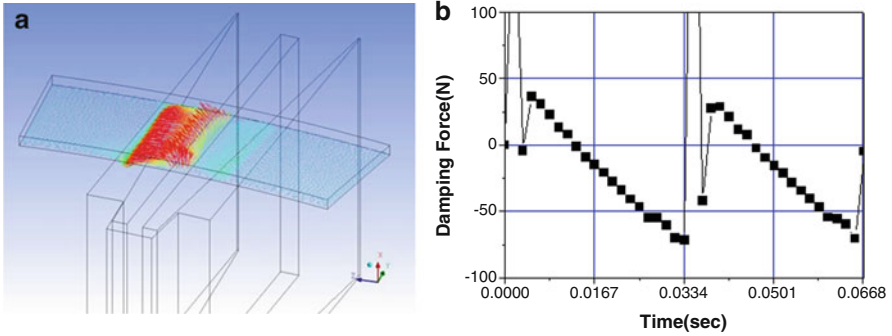 a
b
Damping Force(N)
100
50
0
-50
-100
0.0000
0.0167
0.0334
0.0501
0.0668
Time(sec)
X
Y
Z